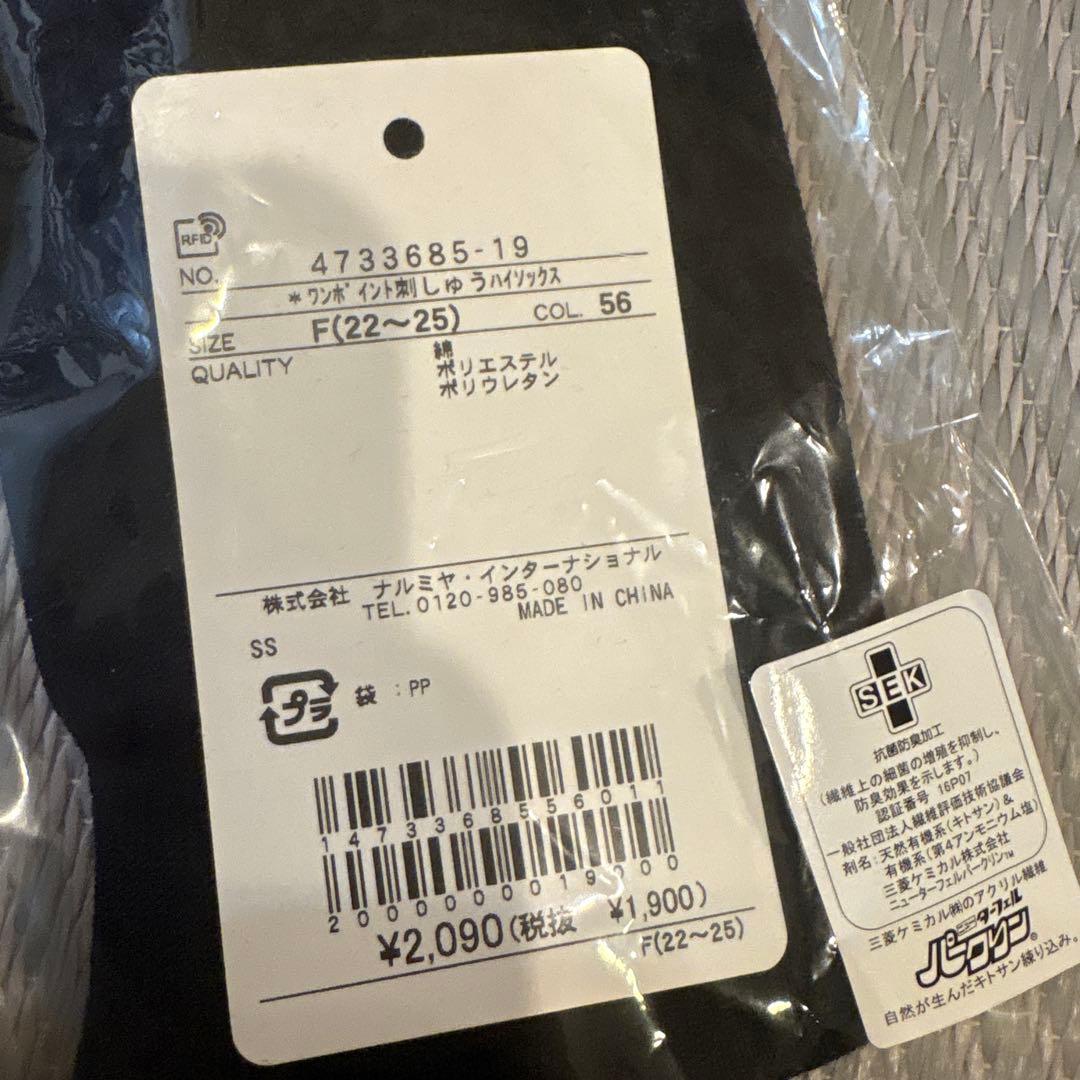 RFID
NO. 4733685-19
*ワンポイント刺しゅうハイソックス
SIZE F(22～25) COL. 56
QUALITY 綿
ポリエステル
ポリウレタン
株式会社 ナルミヤ・インターナショナル
TEL.0120-985-080
MADE IN CHINA
SS
プラ 袋 :PP
1473368556011
2000000019000
¥2,090(税抜 ¥1,900)
F(22～25)
SEK
抗菌防臭加工
(繊維上の細菌の増殖を抑制し、
防臭効果を示します。)
認証番号 16P07
一般社団法人繊維評価技術協議会
剤名:天然有機系(キトサン)&
有機系(第4アンモニウム塩)
三菱ケミカル株式会社
ニューターフェルパークリン™
三菱ケミカル㈱のアクリル繊維
ニューターフェル
パークリン®
自然が生んだキトサン練り込み。